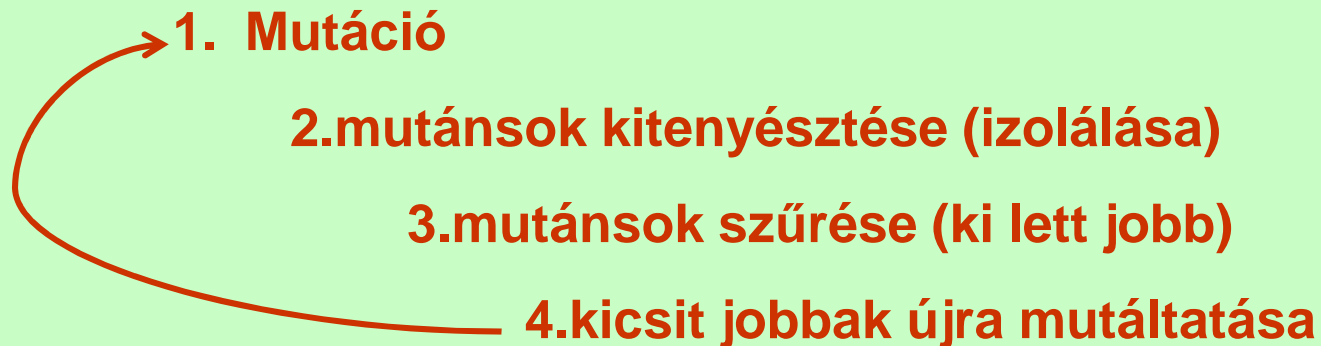 1. Mutáció
2.mutánsok kitenyésztése (izolálása)
3.mutánsok szűrése (ki lett jobb)
4.kicsit jobbak újra mutáltatása